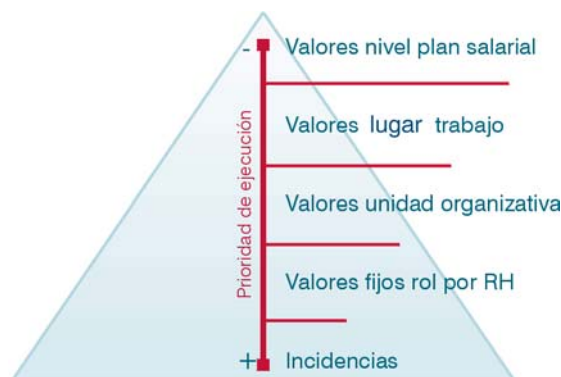 - Valores nivel plan salarial
Valores lugar trabajo
Prioridad de ejecución
Valores unidad organizativa
Valores fijos rol por RH
+ Incidencias